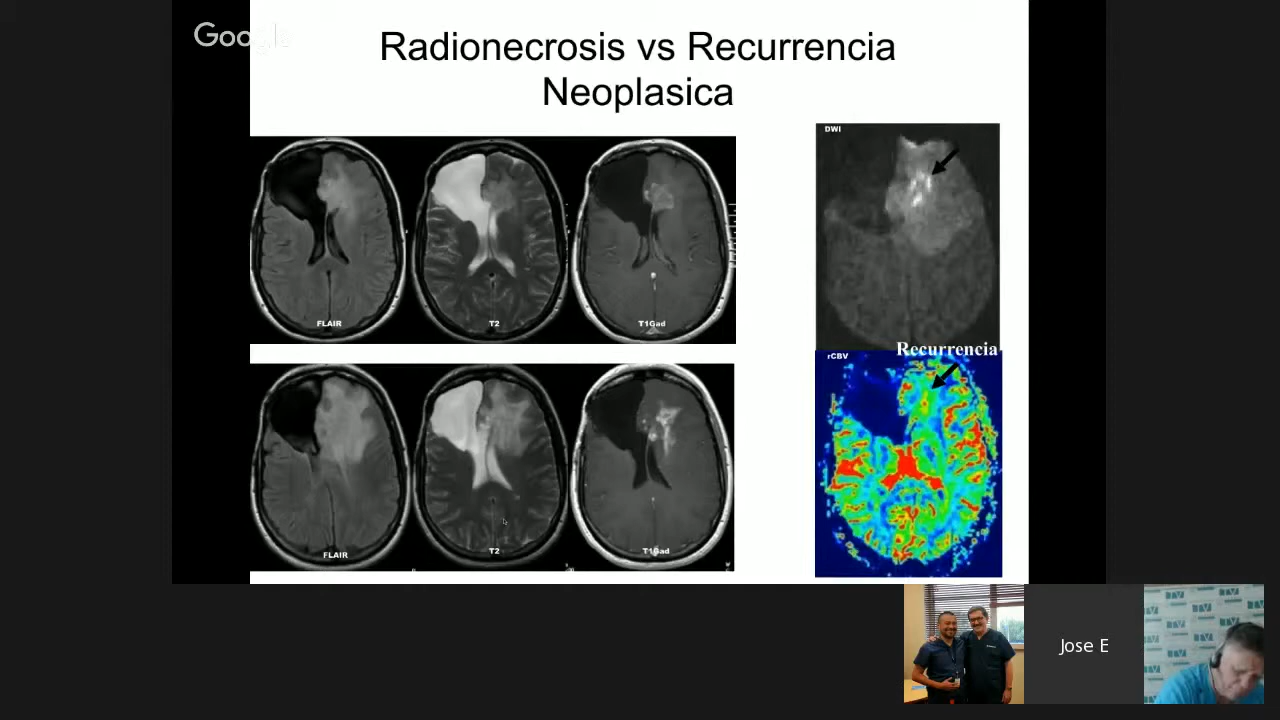 Google
Radionecrosis vs Recurrencia
Neoplasica
FLAIR
T2
T1Gad
DWI
Recurrencia
rCBV
FLAIR
T2
T1Gad
Jose E